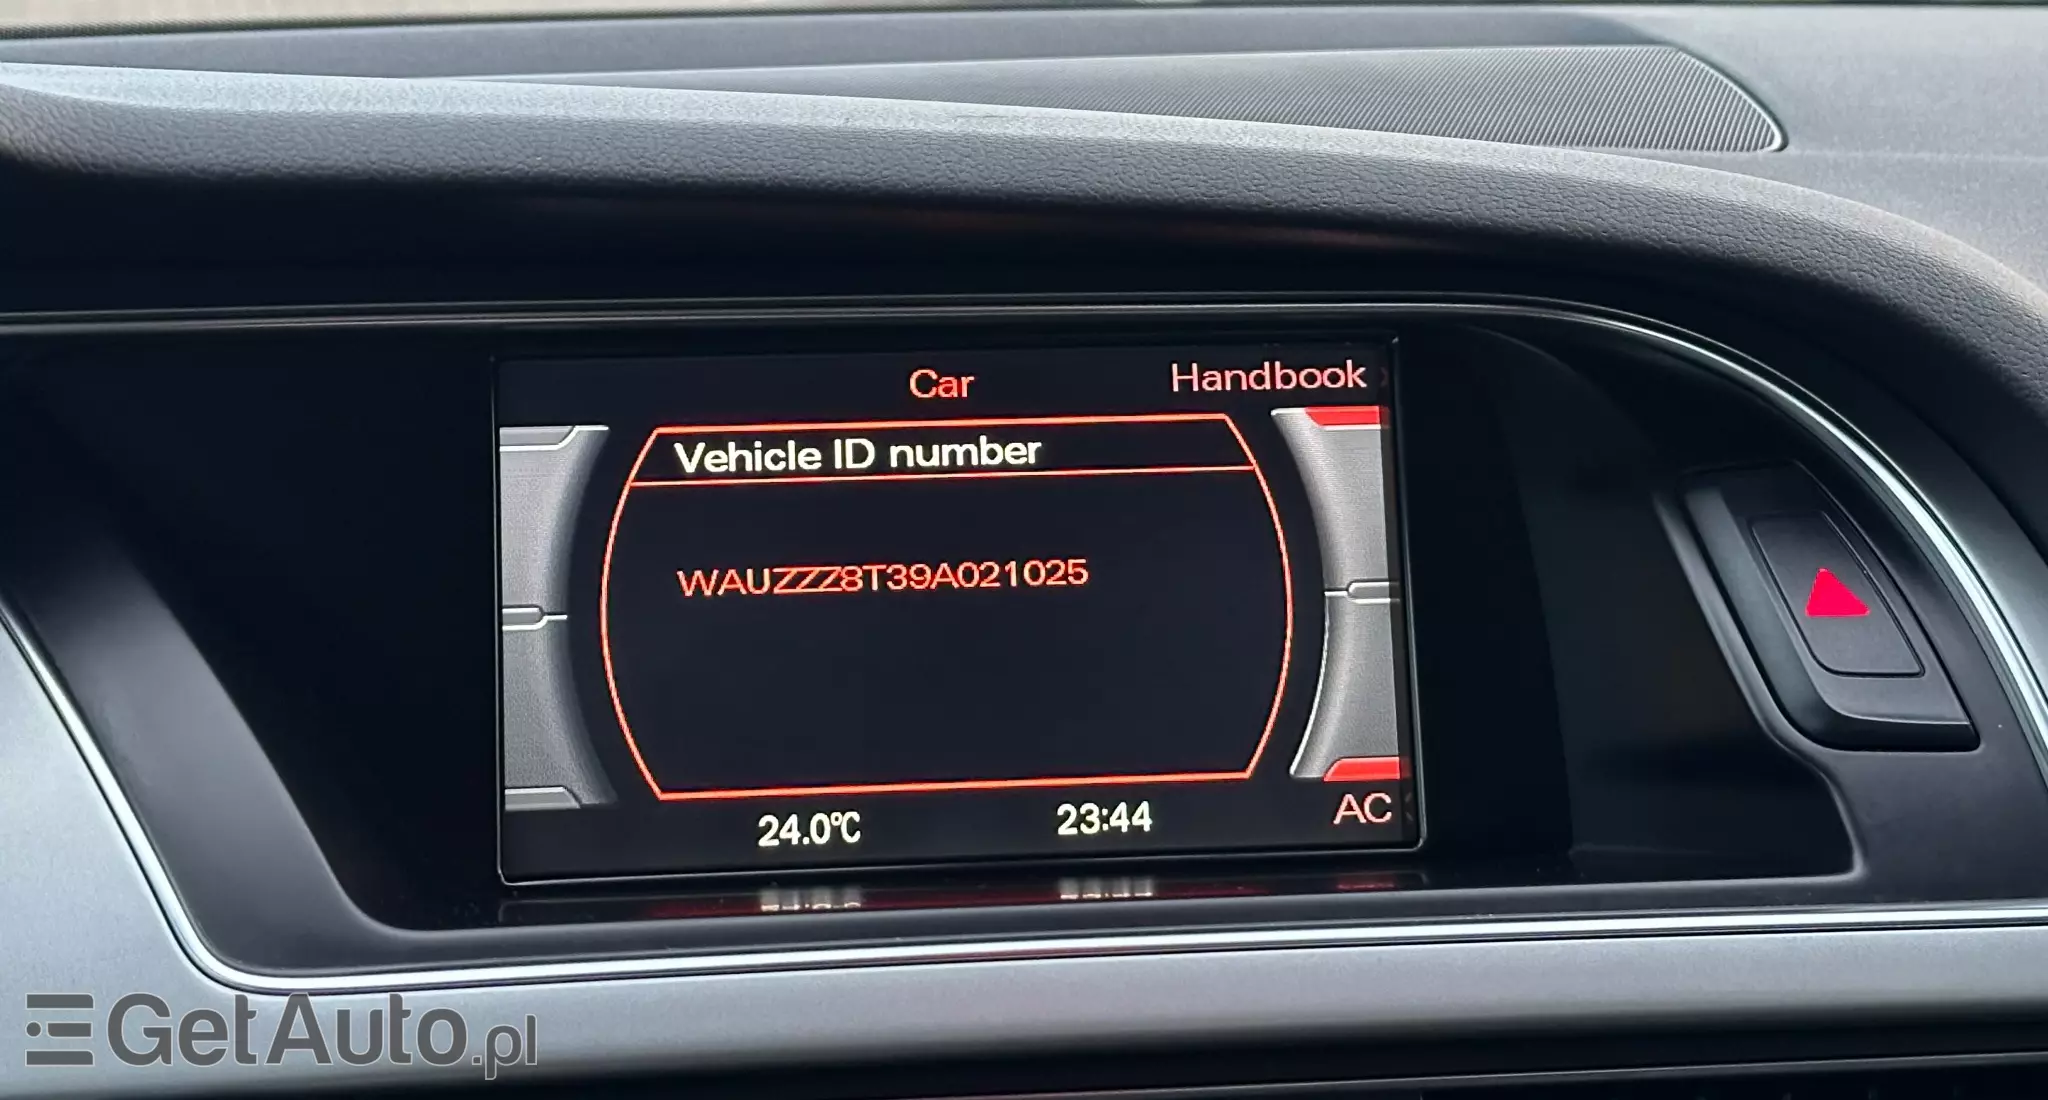 Car
Handbook
Vehicle ID number
WAUZZZ8T39A021025
24.0°C
23:44
AC
GetAuto.pl